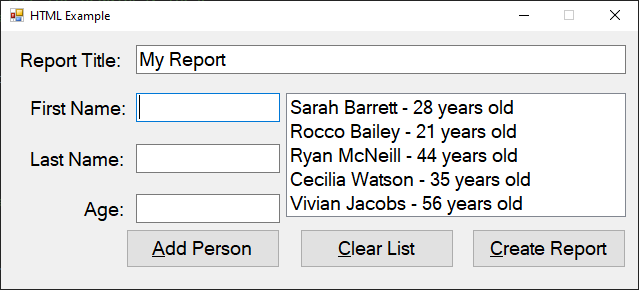 HTML Example
Report Title: My Report
First Name:
Last Name:
Age:
Sarah Barrett - 28 years old
Rocco Bailey - 21 years old
Ryan McNeill - 44 years old
Cecilia Watson - 35 years old
Vivian Jacobs - 56 years old
Add Person Clear List Create Report